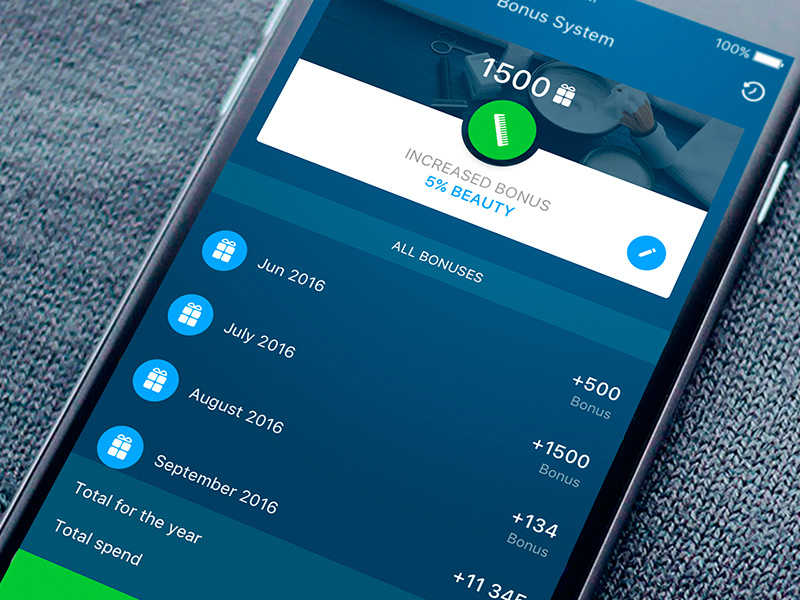 Bonus System
100%
1500
INCREASED BONUS
5% BEAUTY
ALL BONUSES
Jun 2016 +500
Bonus
July 2016 +1500
Bonus
August 2016 +134
Bonus
September 2016 +11 345
Total for the year
Total spend